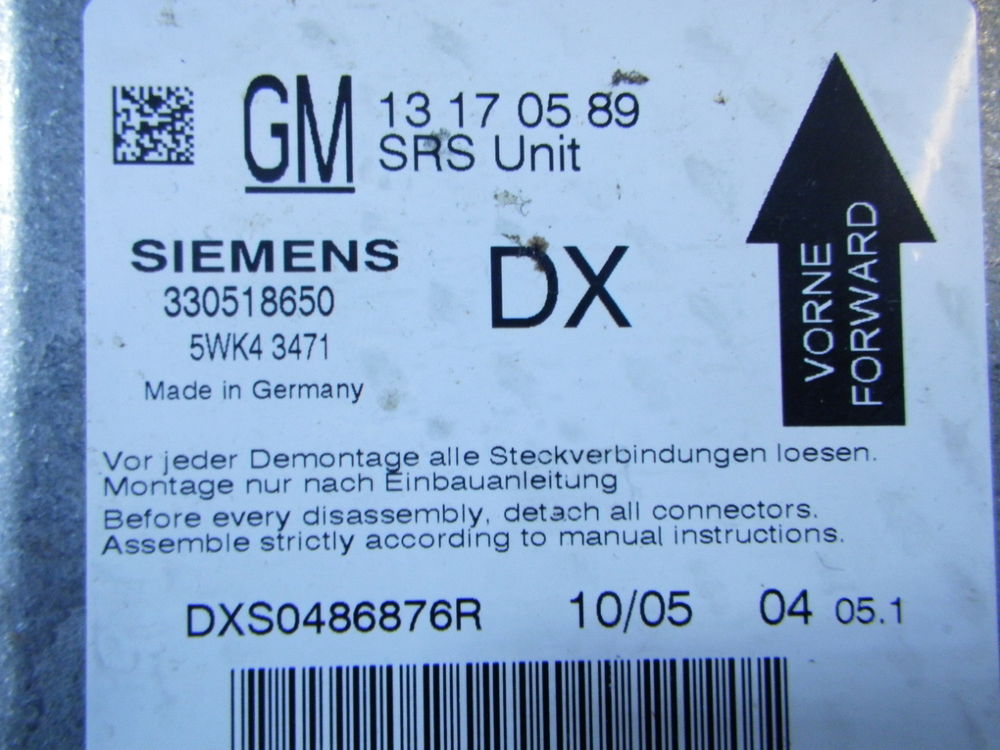 GM 13 17 05 89
SRS Unit
SIEMENS
330518650
5WK4 3471
Made in Germany
DX
VORNE
FORWARD
Vor jeder Demontage alle Steckverbindungen loesen.
Montage nur nach Einbauanleitung
Before every disassembly, detach all connectors.
Assemble strictly according to manual instructions.
DXS0486876R 10/05 04 05.1